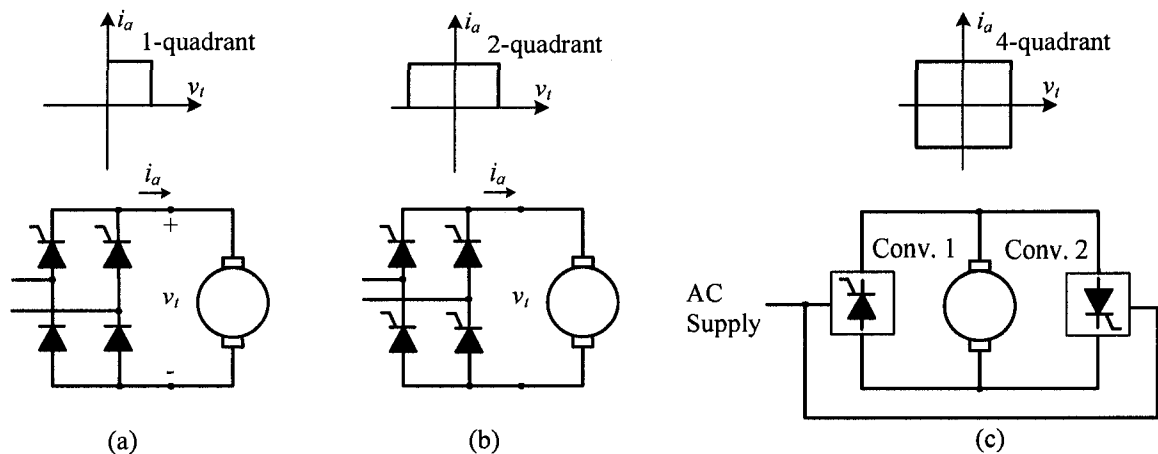 i_a
1-quadrant
v_t
i_a
2-quadrant
v_t
i_a
4-quadrant
v_t
i_a
+
v_t
-
i_a
v_t
Conv. 1
Conv. 2
AC
Supply
(a)
(b)
(c)